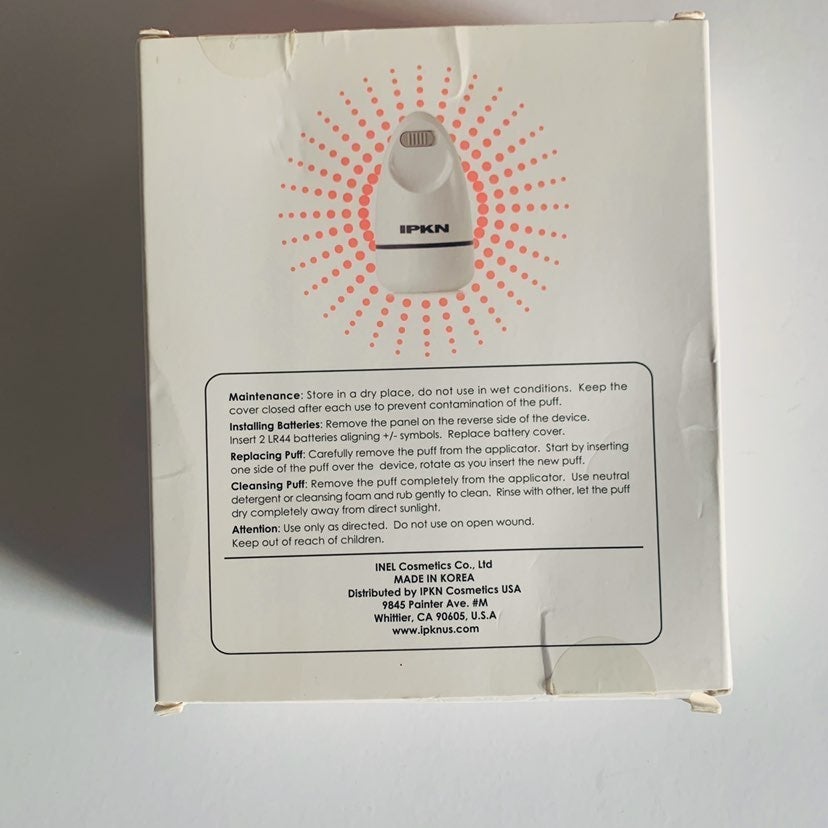 IPKN
Maintenance: Store in a dry place, do not use in wet conditions. Keep the
cover closed after each use to prevent contamination of the puff.
Installing Batteries: Remove the panel on the reverse side of the device.
Insert 2 LR44 batteries aligning +/- symbols. Replace battery cover.
Replacing Puff: Carefully remove the puff from the applicator. Start by inserting
one side of the puff over the device, rotate as you insert the new puff.
Cleansing Puff: Remove the puff completely from the applicator. Use neutral
detergent or cleansing foam and rub gently to clean. Rinse with other, let the puff
dry completely away from direct sunlight.
Attention: Use only as directed. Do not use on open wound.
Keep out of reach of children.
INEL Cosmetics Co., Ltd
MADE IN KOREA
Distributed by IPKN Cosmetics USA
9845 Painter Ave. #M
Whittier, CA 90605, U.S.A
www.ipknus.com